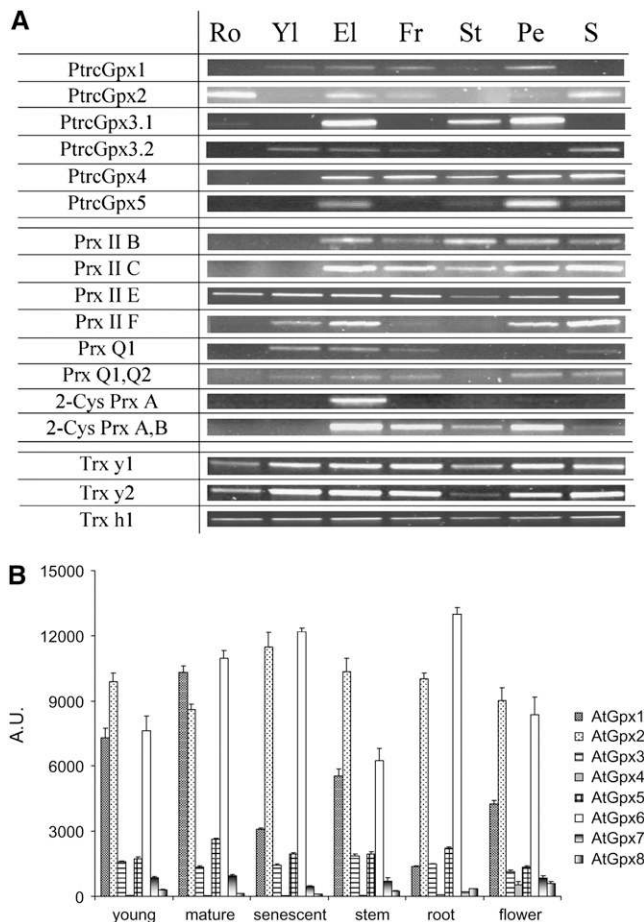 A
Ro Yl El Fr St Pe S
PtrcGpx1
PtrcGpx2
PtrcGpx3.1
PtrcGpx3.2
PtrcGpx4
PtrcGpx5
Prx II B
Prx II C
Prx II E
Prx II F
Prx Q1
Prx Q1,Q2
2-Cys Prx A
2-Cys Prx A,B
Trx y1
Trx y2
Trx h1
B
15000
12000
9000
6000
3000
0
A.U.
young mature senescent stem root flower
AtGpx1
AtGpx2
AtGpx3
AtGpx4
AtGpx5
AtGpx6
AtGpx7
AtGpx8